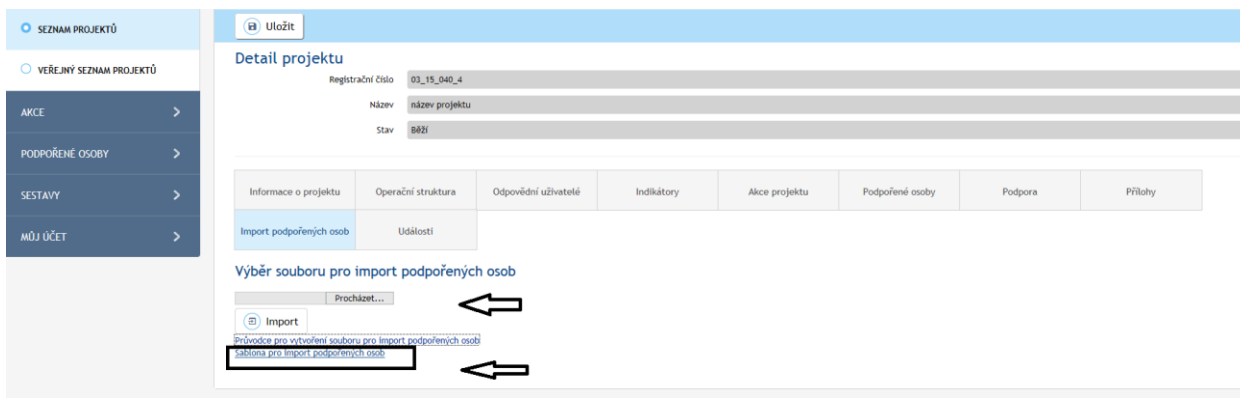 SEZNAM PROJEKTŮ
VEŘEJNÝ SEZNAM PROJEKTŮ
AKCE
PODPOŘENÉ OSOBY
SESTAVY
MŮJ ÚČET
Uložit
Detail projektu
Registrační číslo 03_15_040_4
Název název projektu
Stav Běží
Informace o projektu Operační struktura Odpovědní uživatelé Indikátory Akce projektu Podpořené osoby Podpora Přílohy
Import podpořených osob Události
Výběr souboru pro import podpořených osob
Procházet...
Import
Průvodce pro vytvoření souboru pro import podpořených osob
Šablona pro import podpořených osob